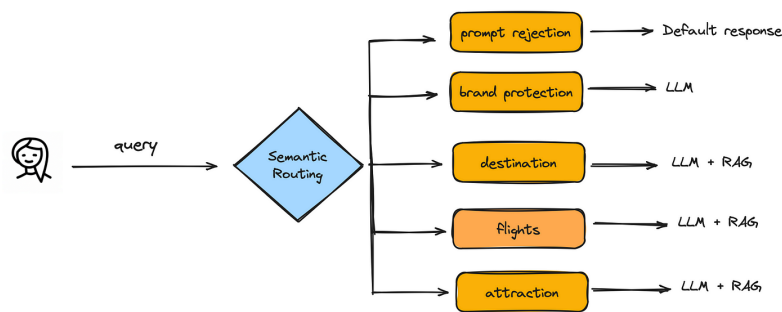 prompt rejection
Default response
brand protection
LLM
query
Semantic
Routing
destination
LLM + RAG
flights
LLM + RAG
attraction
LLM + RAG